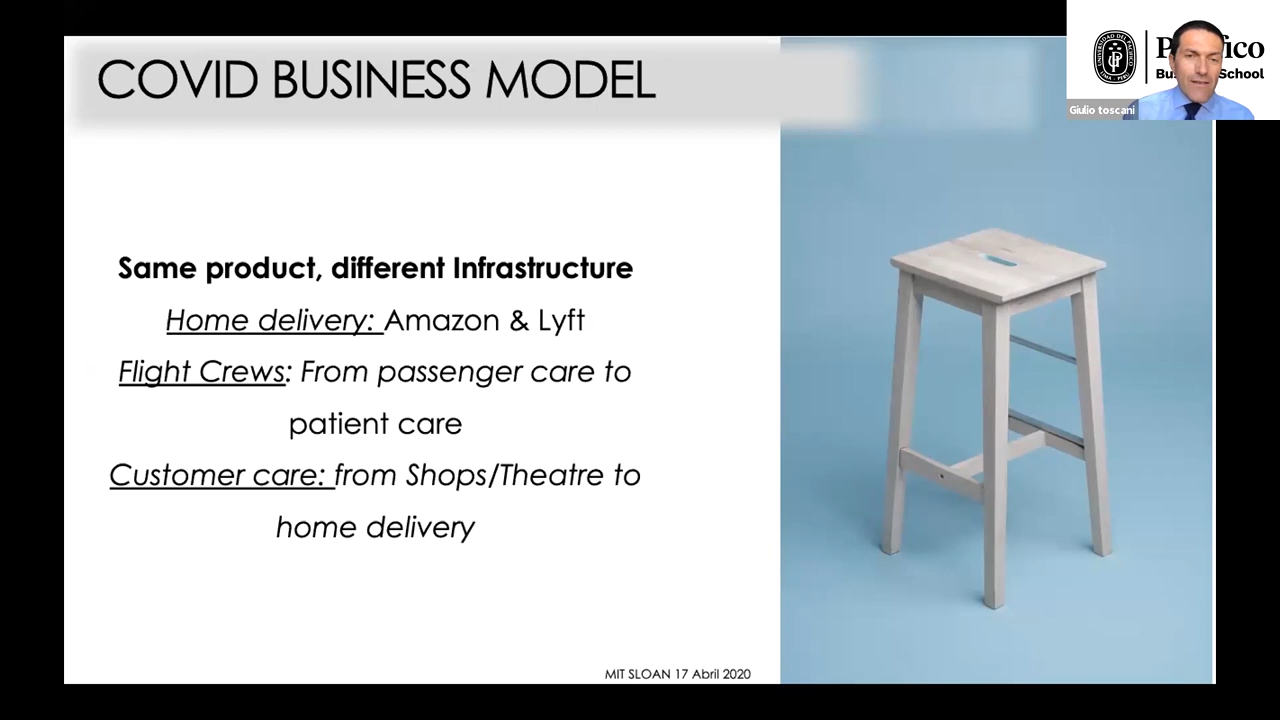 COVID BUSINESS MODEL
Same product, different Infrastructure
Home delivery: Amazon & Lyft
Flight Crews: From passenger care to
patient care
Customer care: from Shops/Theatre to
home delivery
MIT SLOAN 17 Abril 2020
School
Giulio toscani